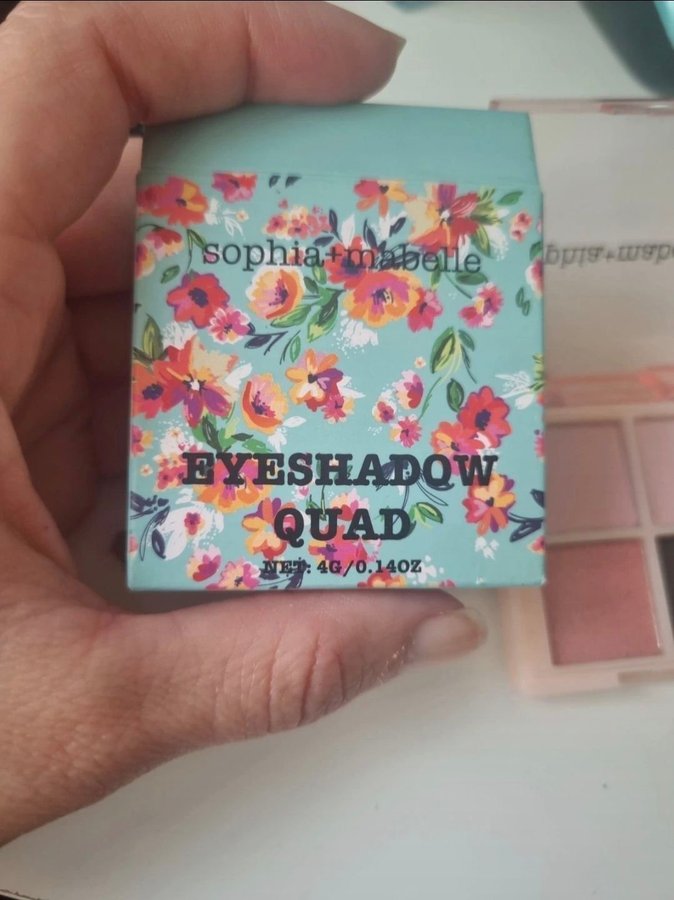 sophia+mabelle
EYESHADOW
QUAD
NET: 4G/0.14OZ